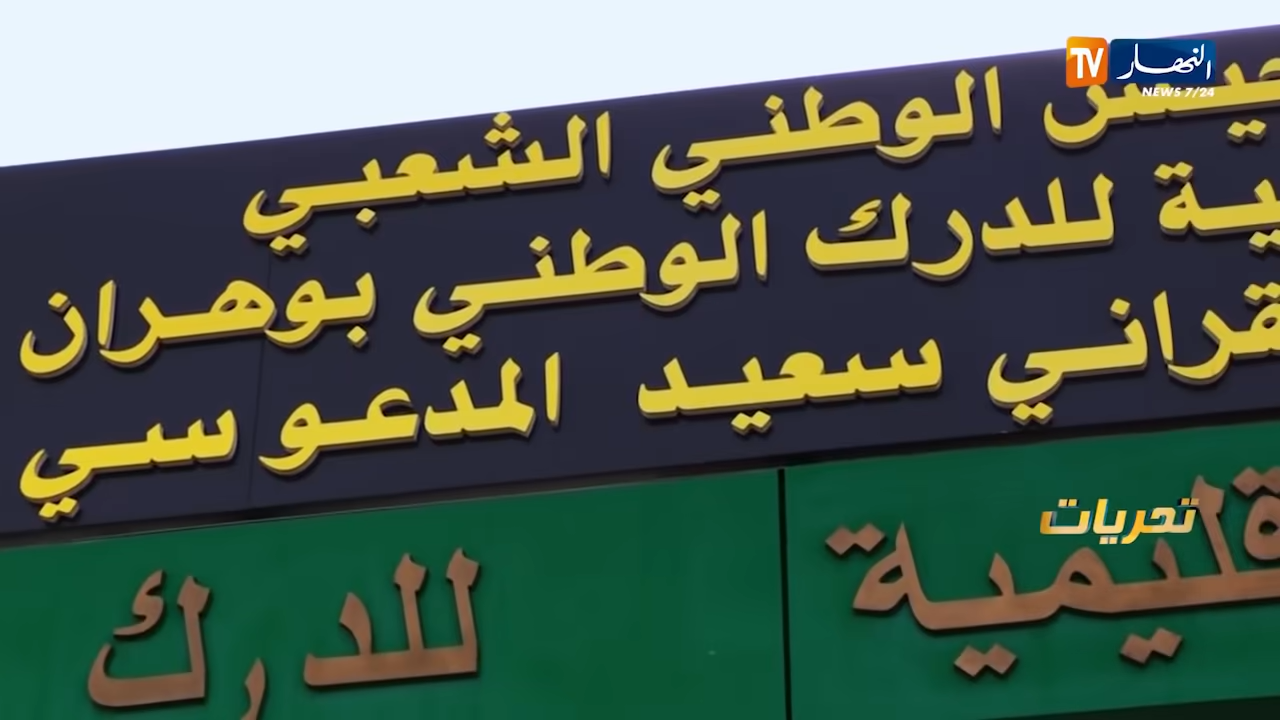 النهار TV
NEWS 7/24
الوطني الشعبي
للدرك الوطني بوهران
سعيد المدعو سي
تحريات
للدرك